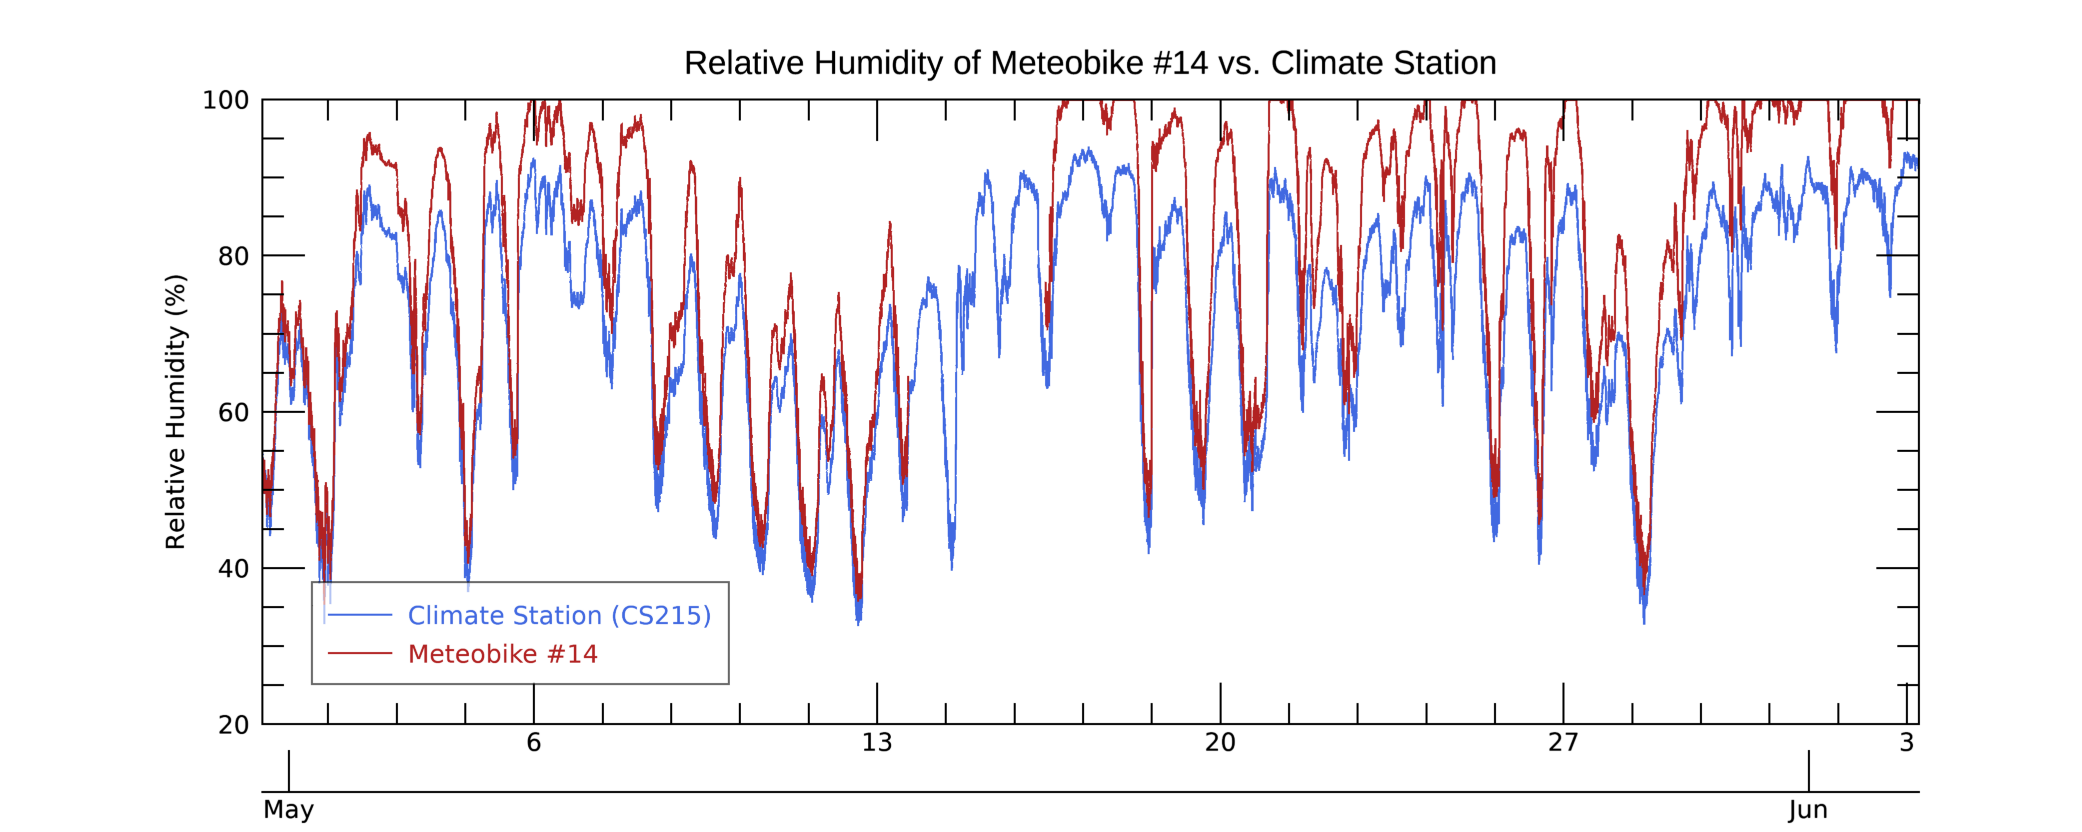 Relative Humidity of Meteobike #14 vs. Climate Station
Relative Humidity (%)
100
80
60
40
20
Climate Station (CS215)
Meteobike #14
6 13 20 27 3
May Jun